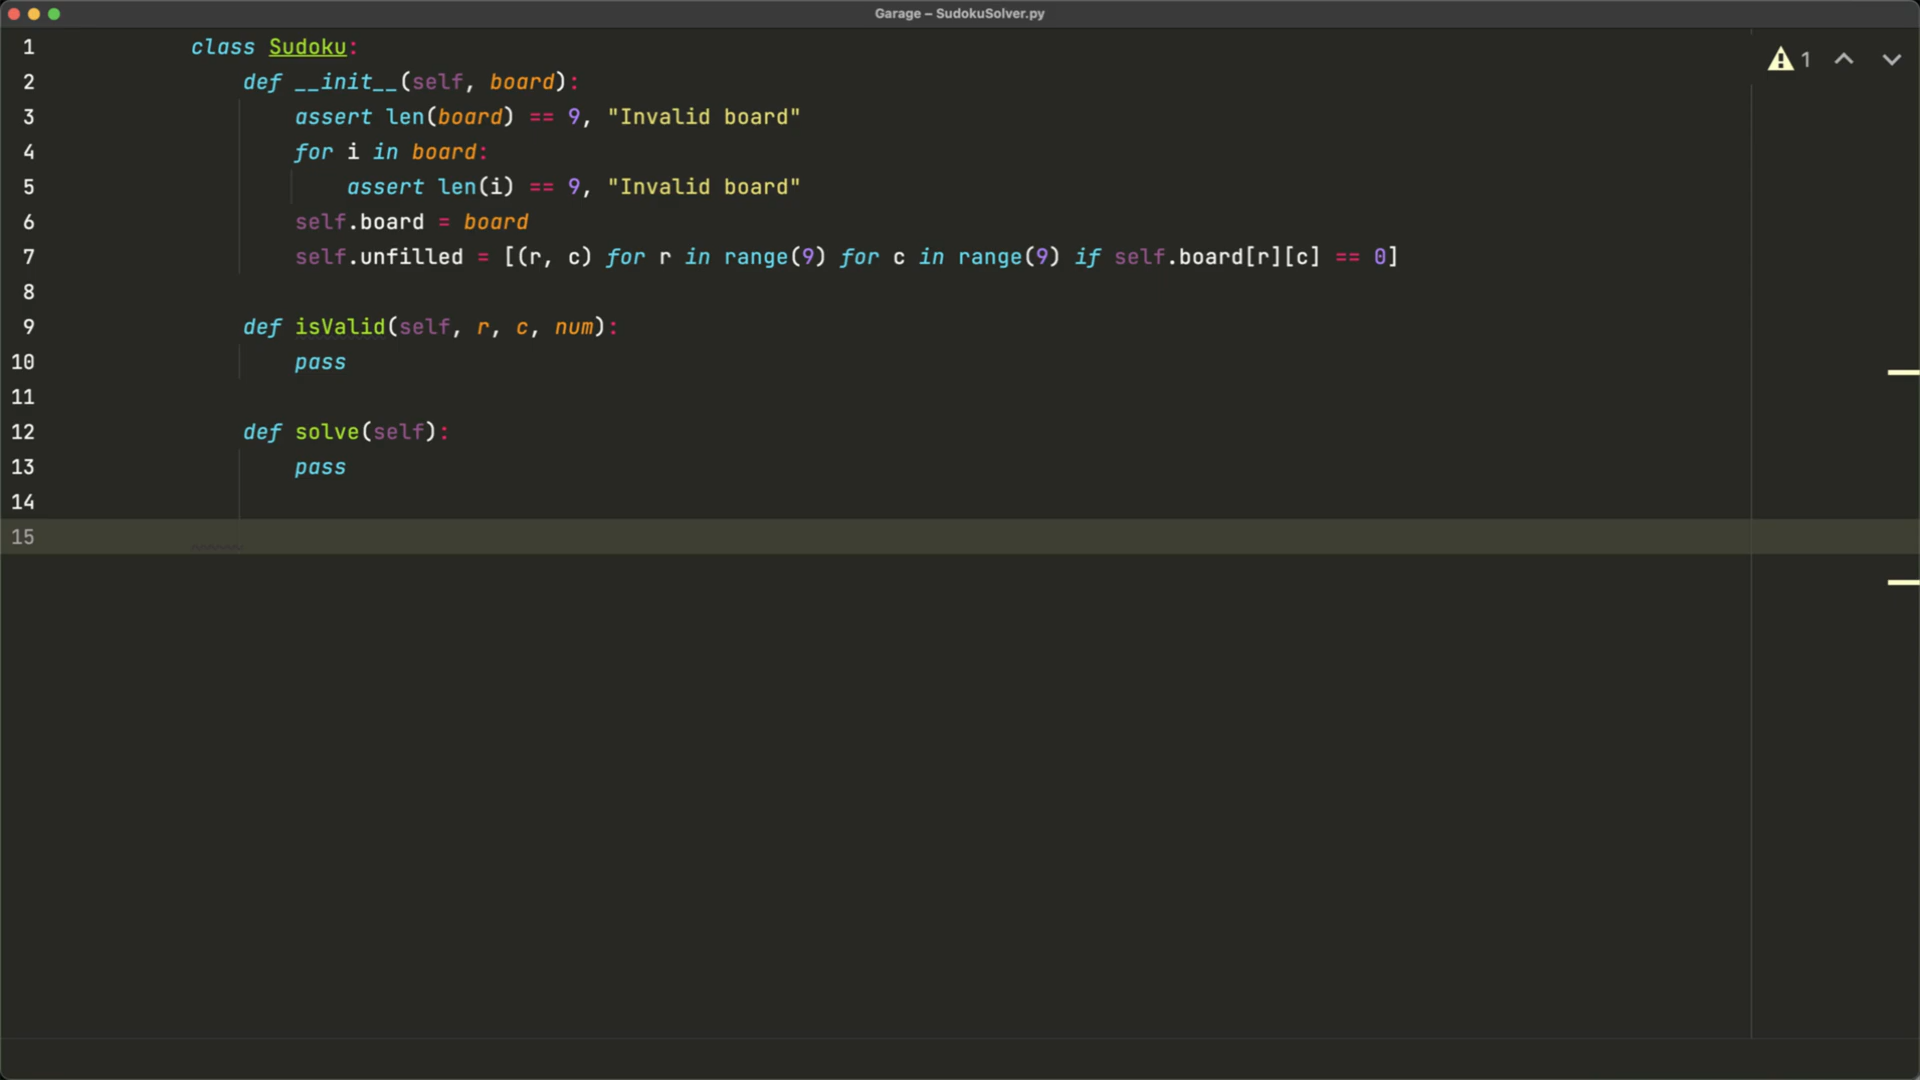 Garage – SudokuSolver.py
1 class Sudoku:
2 def __init__(self, board):
3 assert len(board) == 9, "Invalid board"
4 for i in board:
5 assert len(i) == 9, "Invalid board"
6 self.board = board
7 self.unfilled = [(r, c) for r in range(9) for c in range(9) if self.board[r][c] == 0]
8
9 def isValid(self, r, c, num):
10 pass
11
12 def solve(self):
13 pass
14
15
1